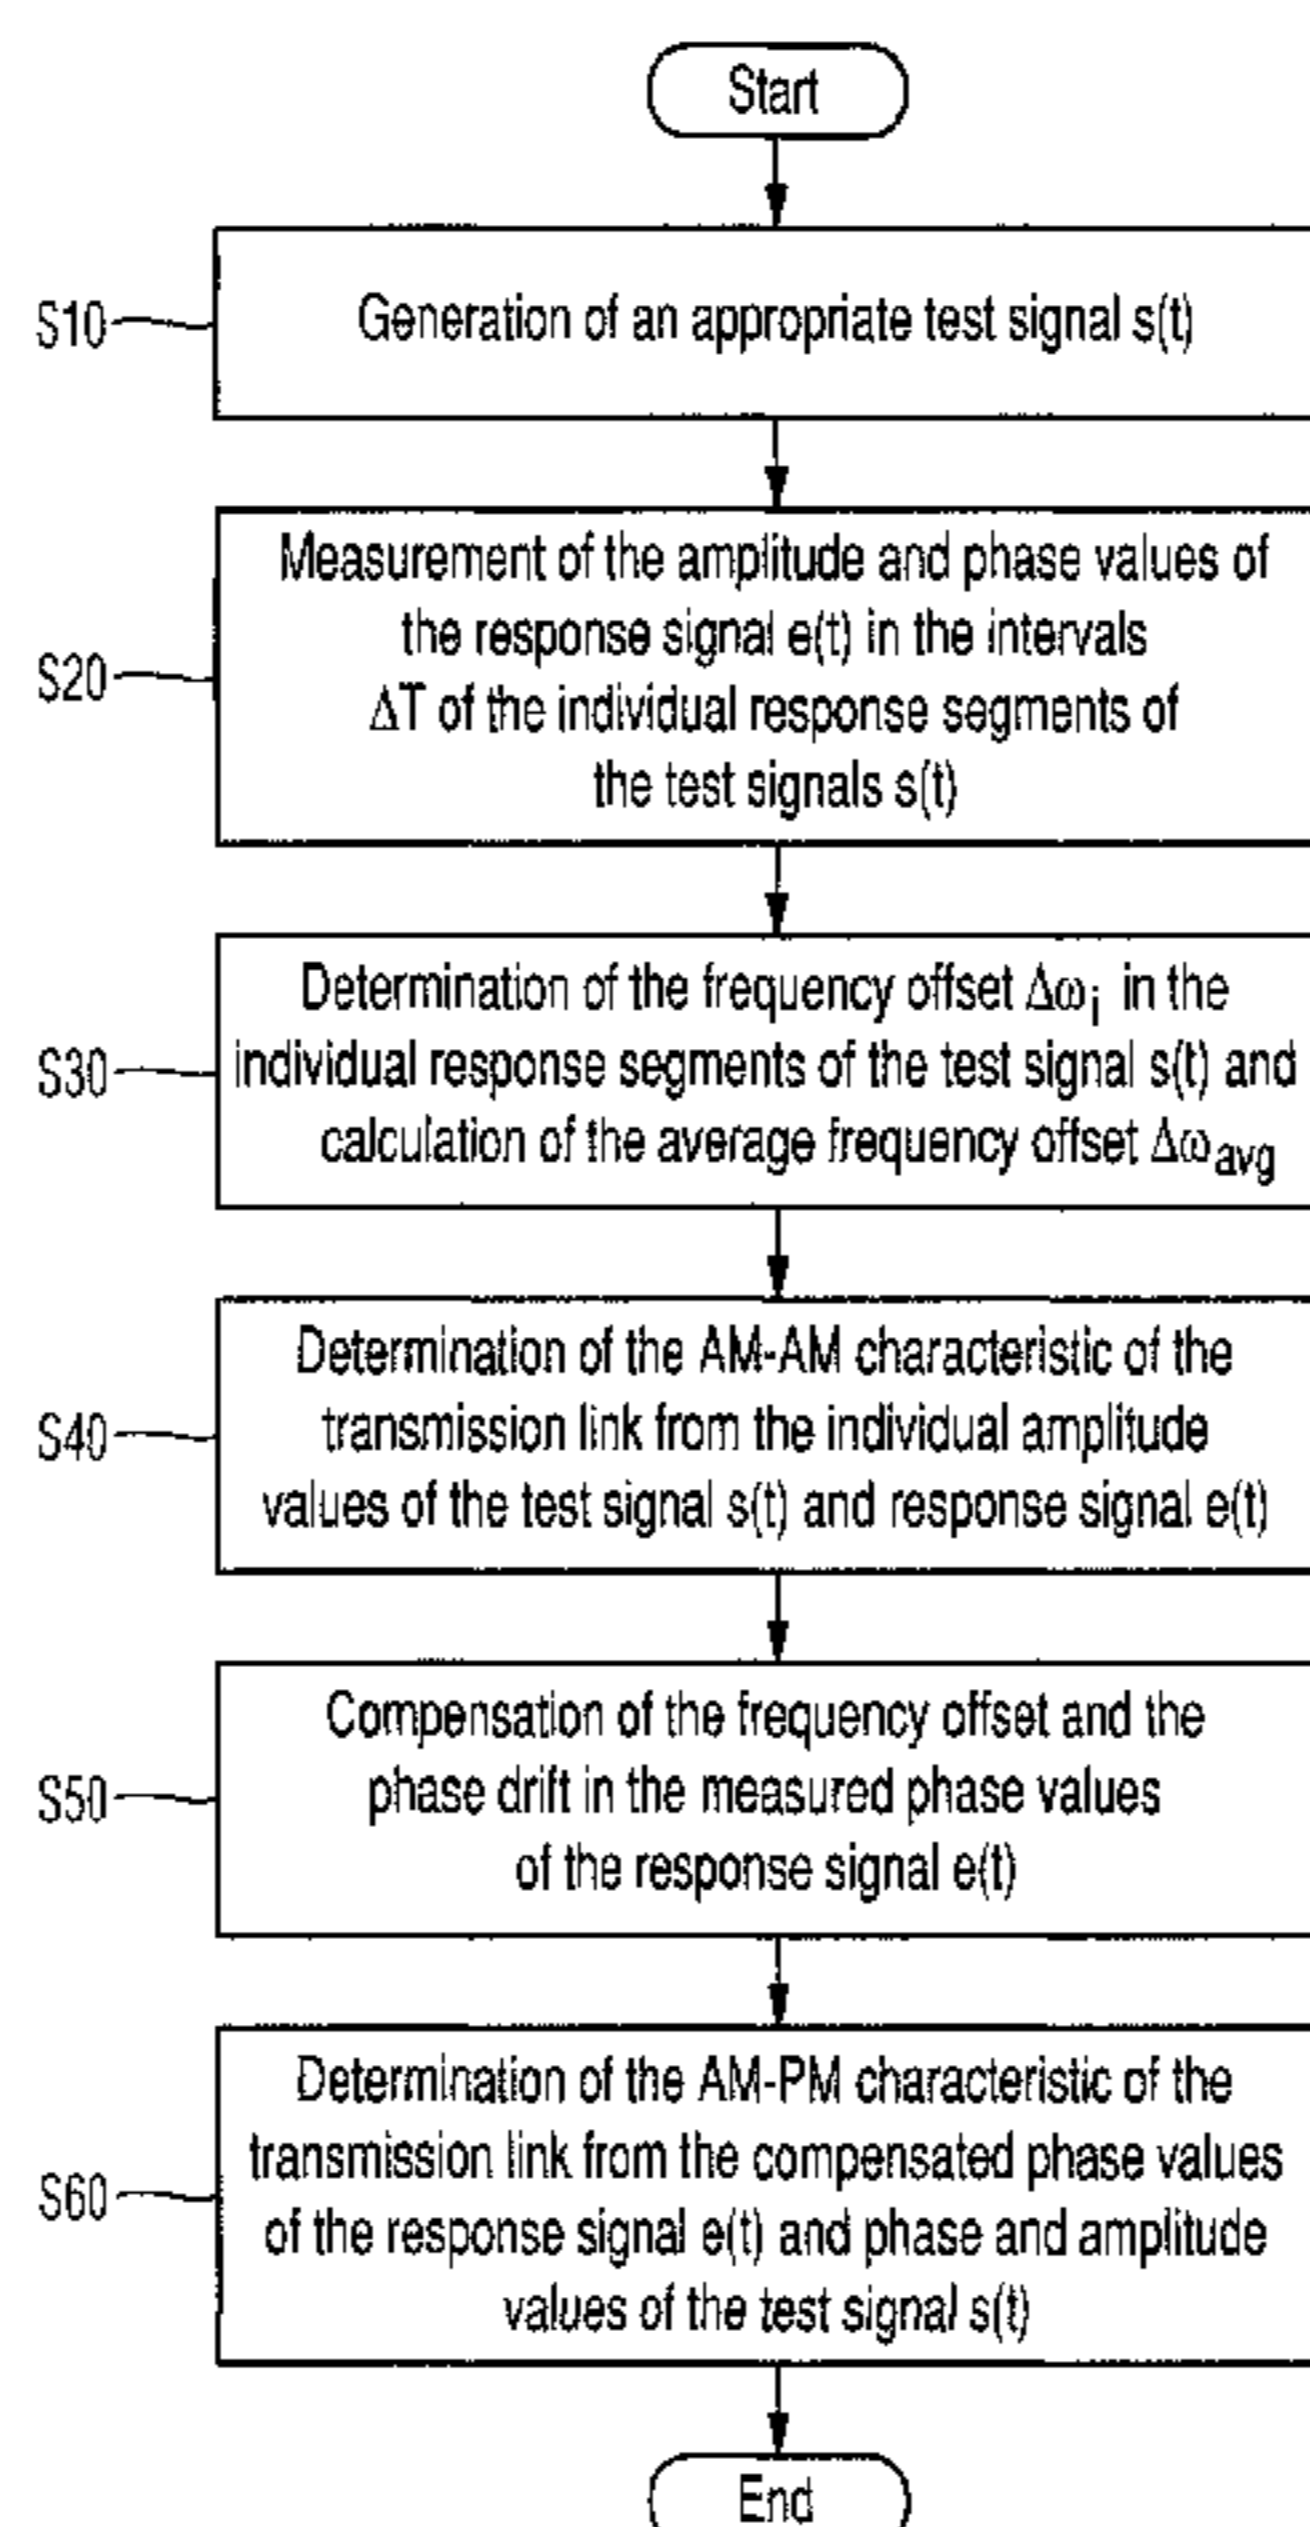 Start
S10
Generation of an appropriate test signal s(t)
S20
Measurement of the amplitude and phase values of
the response signal e(t) in the intervals
ΔT of the individual response segments of
the test signals s(t)
S30
Determination of the frequency offset Δωi in the
individual response segments of the test signal s(t) and
calculation of the average frequency offset Δωavg
S40
Determination of the AM-AM characteristic of the
transmission link from the individual amplitude
values of the test signal s(t) and response signal e(t)
S50
Compensation of the frequency offset and the
phase drift in the measured phase values
of the response signal e(t)
S60
Determination of the AM-PM characteristic of the
transmission link from the compensated phase values
of the response signal e(t) and phase and amplitude
values of the test signal s(t)
End